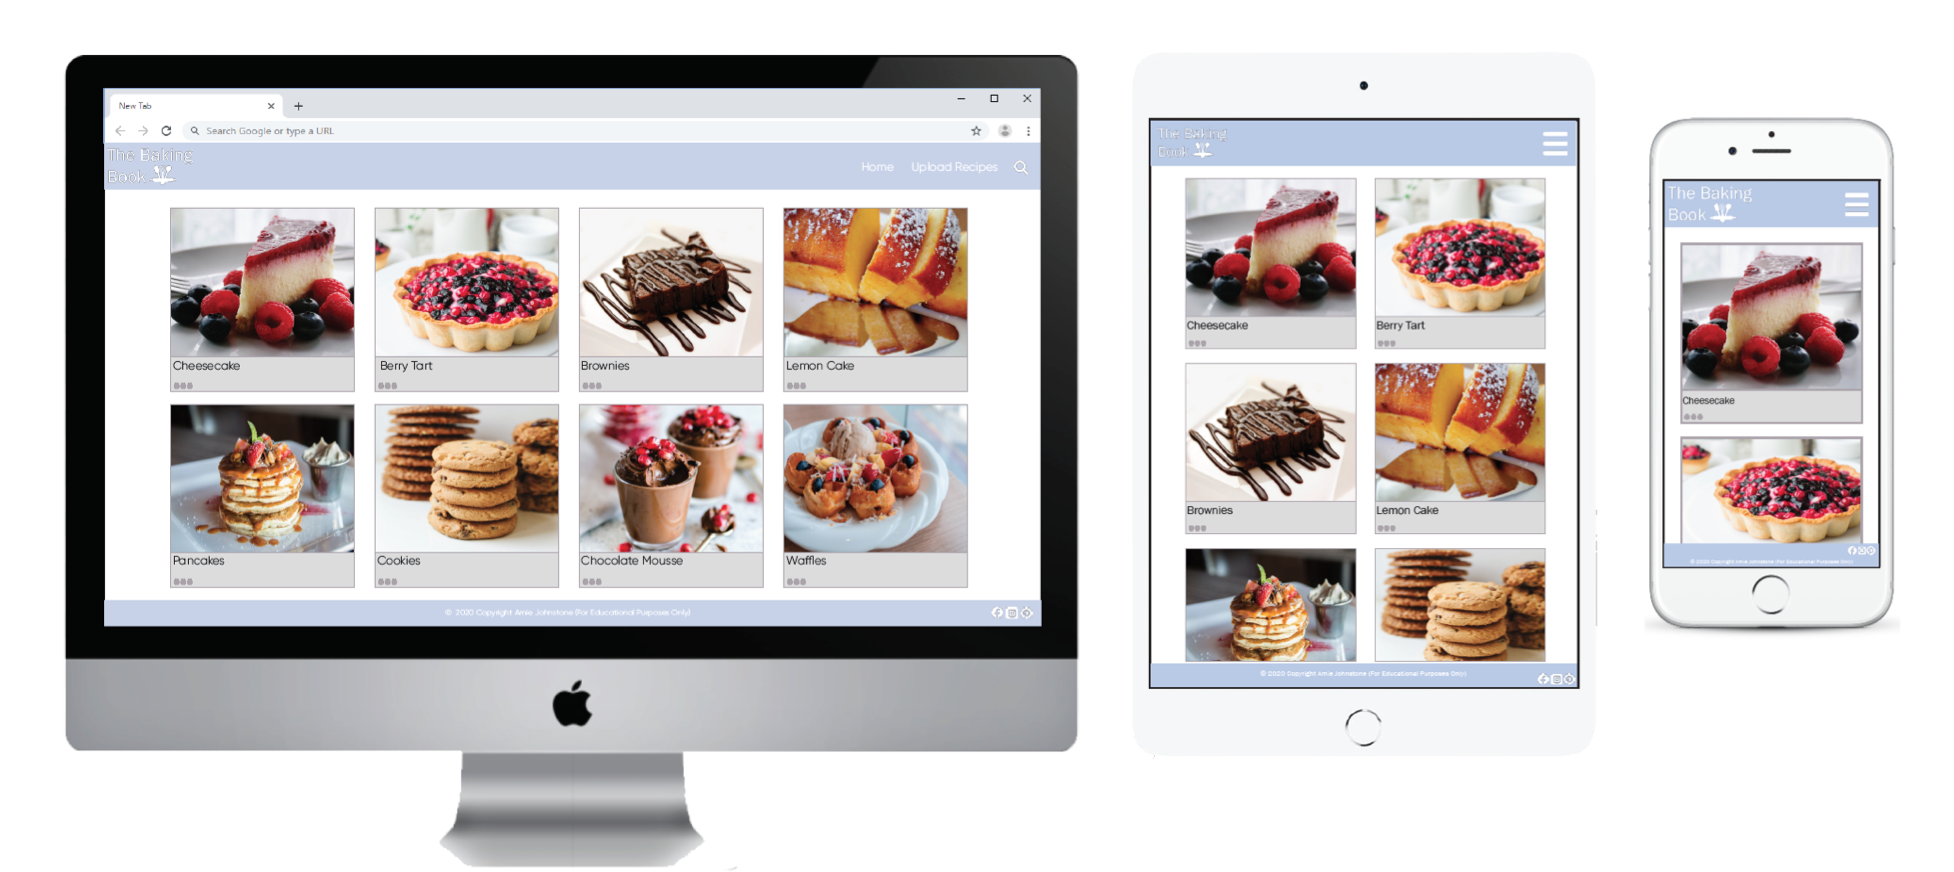 New Tab
Search Google or type a URL
The Baking
Book
Home Upload Recipes
Cheesecake
Berry Tart
Brownies
Lemon Cake
Pancakes
Cookies
Chocolate Mousse
Waffles
© 2020 Copyright Amie Johnstone (For Educational Purposes Only)
The Baking
Book
Cheesecake
Berry Tart
Brownies
Lemon Cake
© 2020 Copyright Amie Johnstone (For Educational Purposes Only)
The Baking
Book
Cheesecake
© 2020 Copyright Amie Johnstone (For Educational Purposes Only)